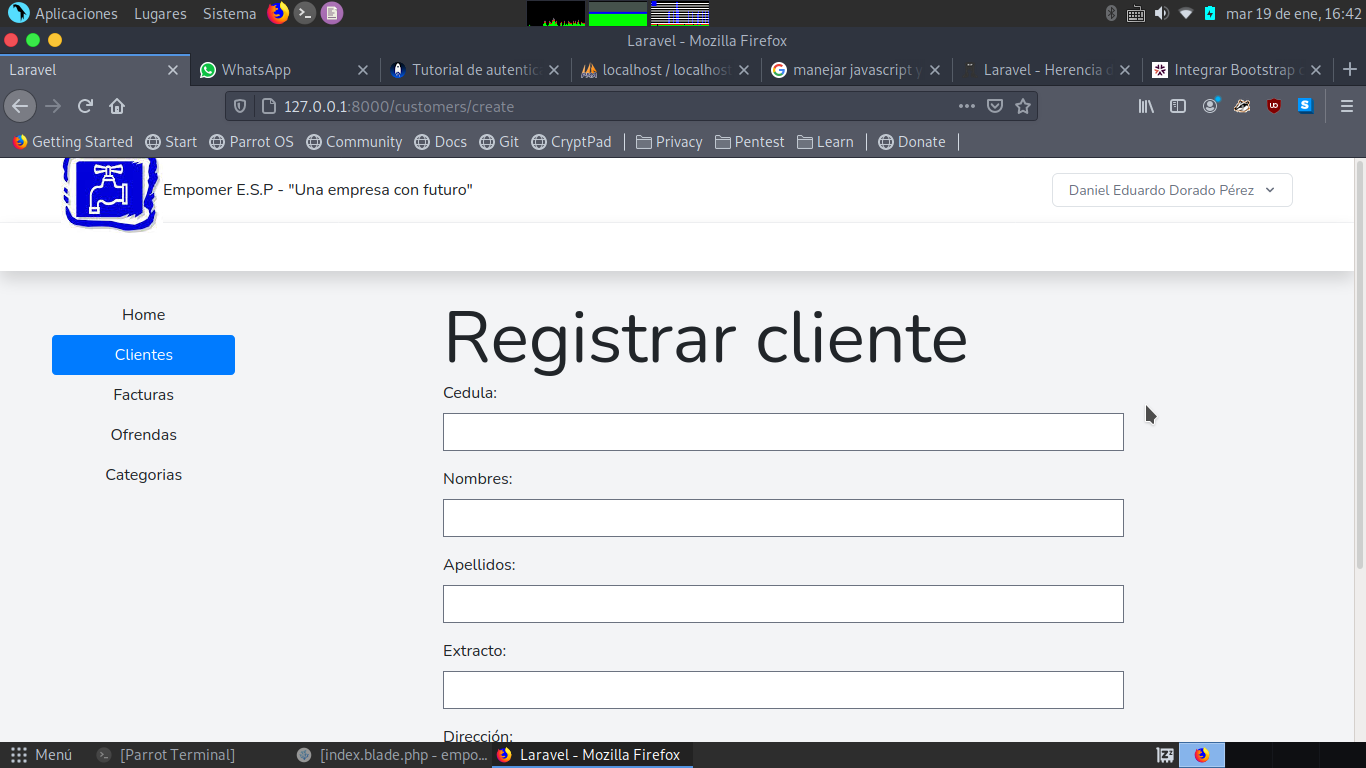 Aplicaciones Lugares Sistema mar 19 de ene, 16:42
Laravel - Mozilla Firefox
Laravel WhatsApp Tutorial de autentic localhost / localhos manejar javascript y Laravel - Herencia d Integrar Bootstrap c
127.0.0.1:8000/customers/create
Getting Started Start Parrot OS Community Docs Git CryptPad Privacy Pentest Learn Donate
Empomer E.S.P - "Una empresa con futuro" Daniel Eduardo Dorado Pérez
Home
Clientes
Facturas
Ofrendas
Categorias
Registrar cliente
Cedula:
Nombres:
Apellidos:
Extracto:
Dirección:
Menú [Parrot Terminal] [index.blade.php - empo... Laravel - Mozilla Firefox